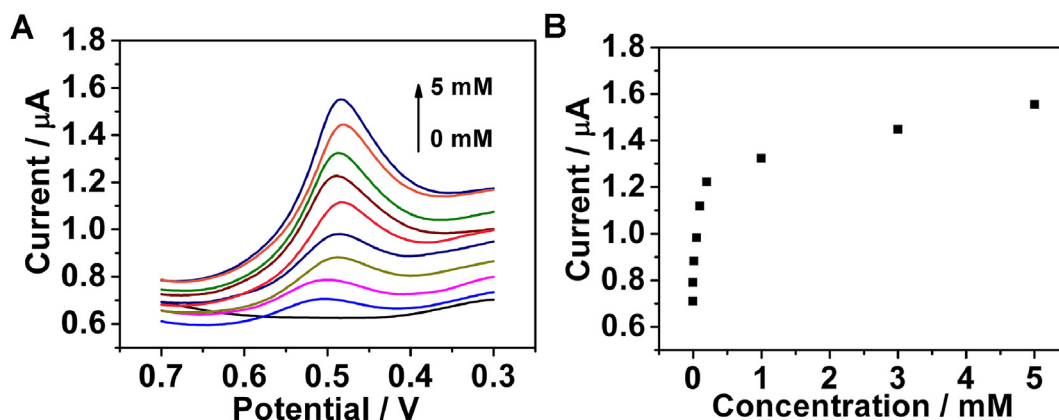 A
Current / μA
1.8
1.6
1.4
1.2
1.0
0.8
0.6
5 mM
0 mM
0.7 0.6 0.5 0.4 0.3
Potential / V
B
Current / μA
1.8
1.6
1.4
1.2
1.0
0.8
0.6
0 1 2 3 4 5
Concentration / mM